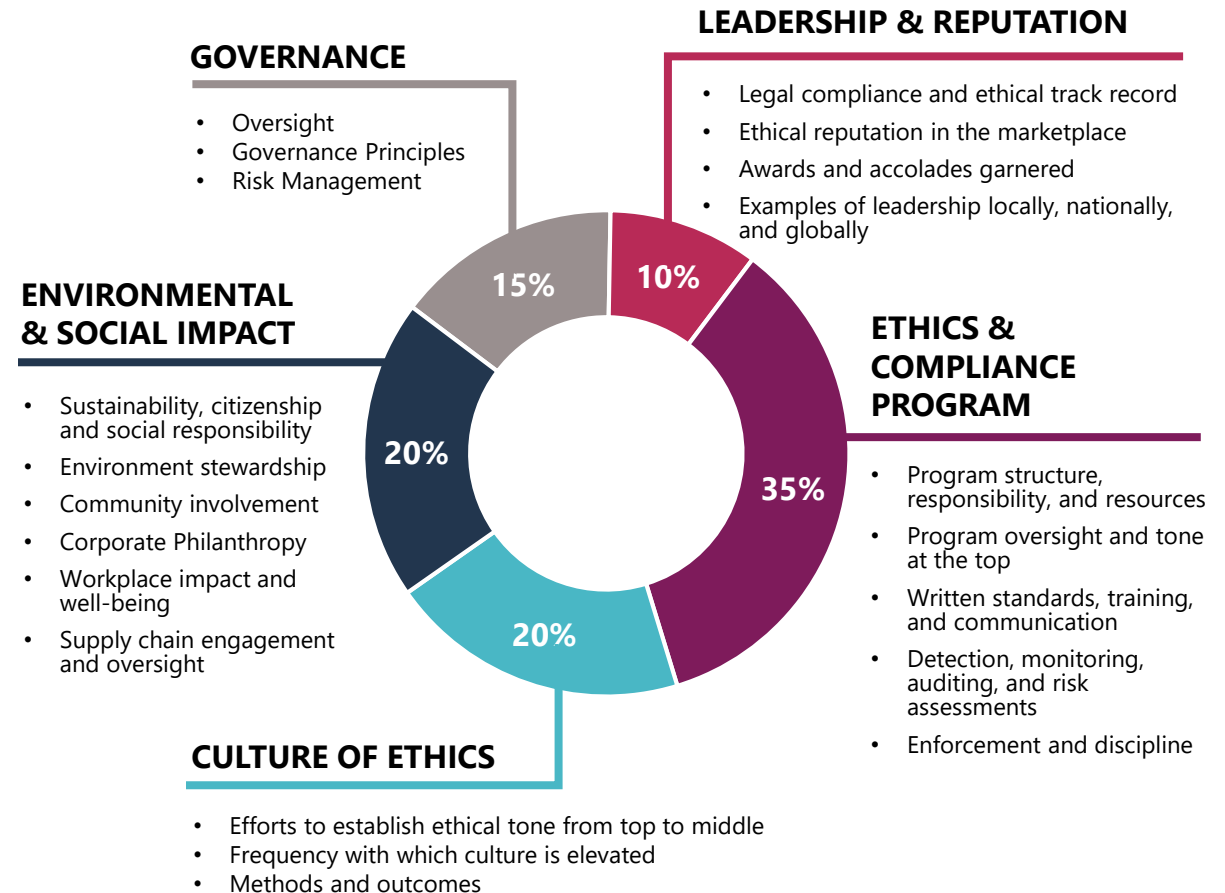 LEADERSHIP & REPUTATION
• Legal compliance and ethical track record
• Ethical reputation in the marketplace
• Awards and accolades garnered
• Examples of leadership locally, nationally,
and globally
GOVERNANCE
• Oversight
• Governance Principles
• Risk Management
15%
10%
ENVIRONMENTAL
& SOCIAL IMPACT
• Sustainability, citizenship
and social responsibility
• Environment stewardship
• Community involvement
• Corporate Philanthropy
• Workplace impact and
well-being
• Supply chain engagement
and oversight
20%
35%
ETHICS &
COMPLIANCE
PROGRAM
• Program structure,
responsibility, and resources
• Program oversight and tone
at the top
• Written standards, training,
and communication
• Detection, monitoring,
auditing, and risk
assessments
• Enforcement and discipline
20%
CULTURE OF ETHICS
• Efforts to establish ethical tone from top to middle
• Frequency with which culture is elevated
• Methods and outcomes